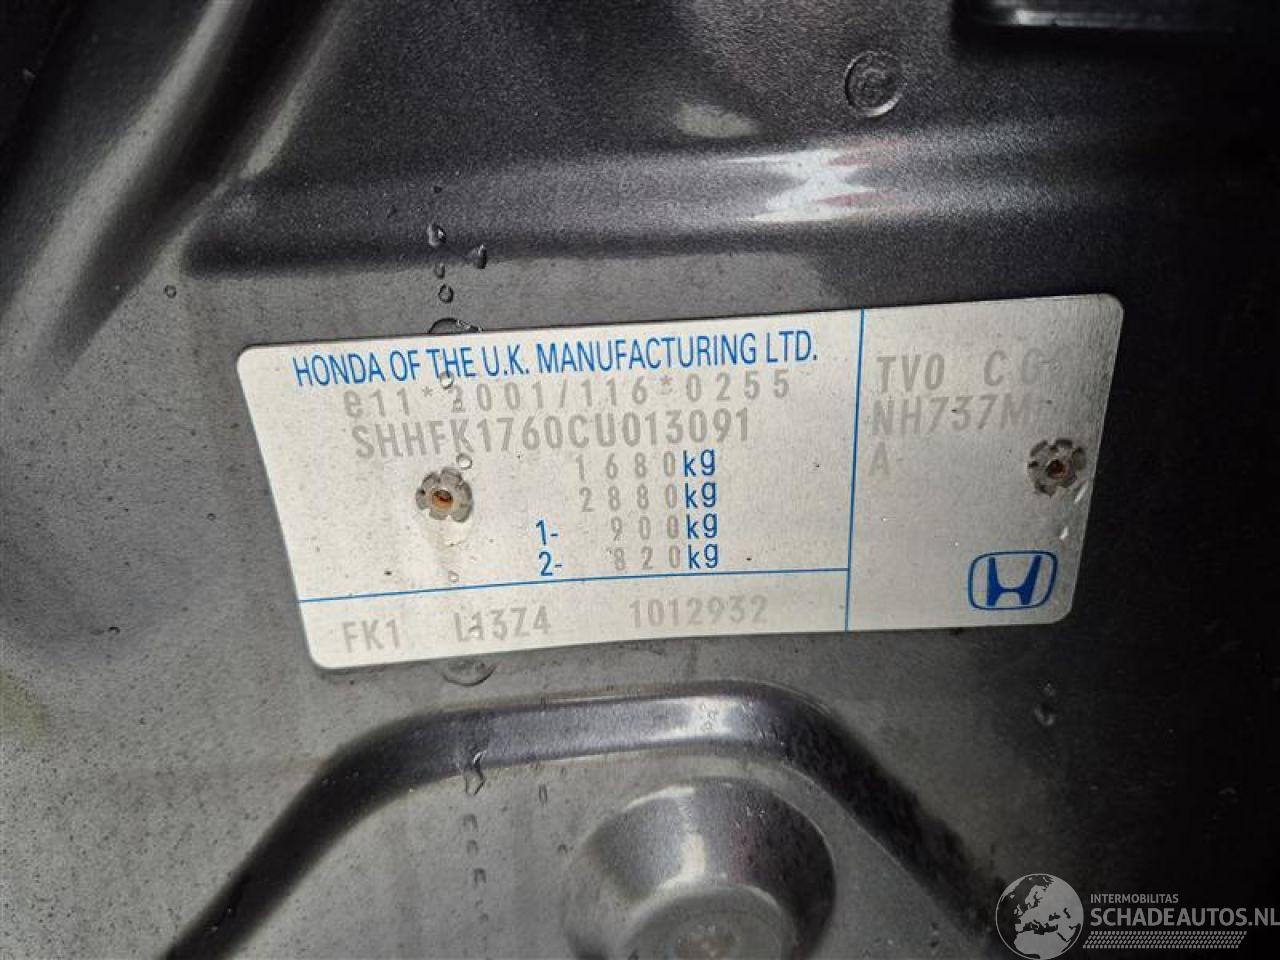 HONDA OF THE U.K. MANUFACTURING LTD.
e11*2001/116*0255
SHHFK1760CU013091
1680kg
2880kg
1- 900kg
2- 820kg
FK1 L13Z4 1012932
TV0
A
INTERMOBILITAS
SCHADEAUTOS.NL